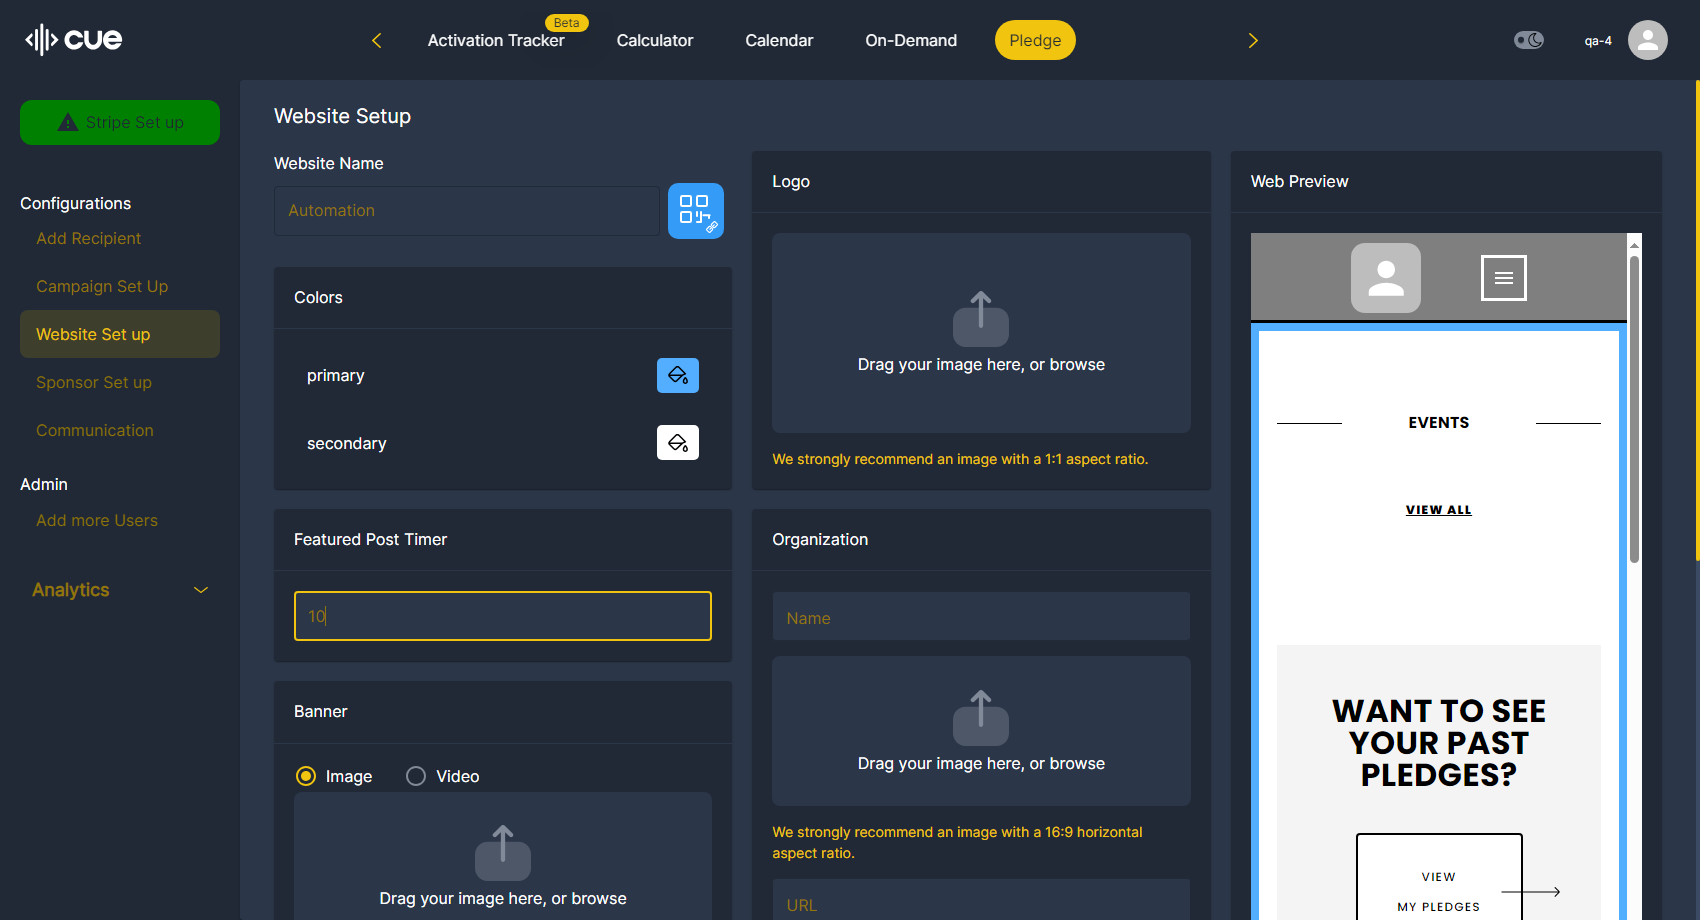 cue
Activation Tracker
Beta
Calculator
Calendar
On-Demand
Pledge
qa-4
Stripe Set up
Configurations
Add Recipient
Campaign Set Up
Website Set up
Sponsor Set up
Communication
Admin
Add more Users
Analytics
Website Setup
Website Name
Automation
Colors
primary
secondary
Featured Post Timer
10
Banner
Image
Video
Drag your image here, or browse
Logo
Drag your image here, or browse
We strongly recommend an image with a 1:1 aspect ratio.
Organization
Name
Drag your image here, or browse
We strongly recommend an image with a 16:9 horizontal
aspect ratio.
URL
Web Preview
EVENTS
VIEW ALL
WANT TO SEE
YOUR PAST
PLEDGES?
VIEW
MY PLEDGES